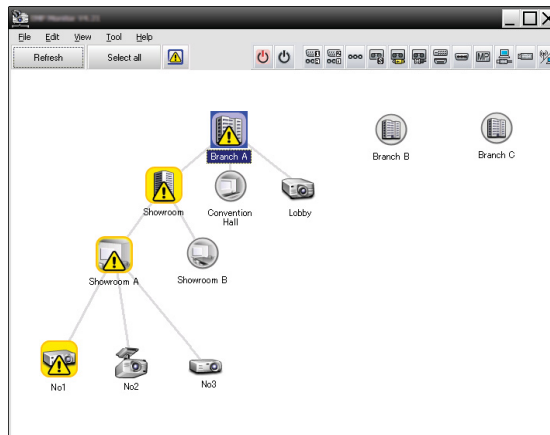 File Edit View Tool Help
Refresh Select all
Branch A
Branch B
Branch C
Showroom
Convention
Hall
Lobby
Showroom A
Showroom B
No1
No2
No3